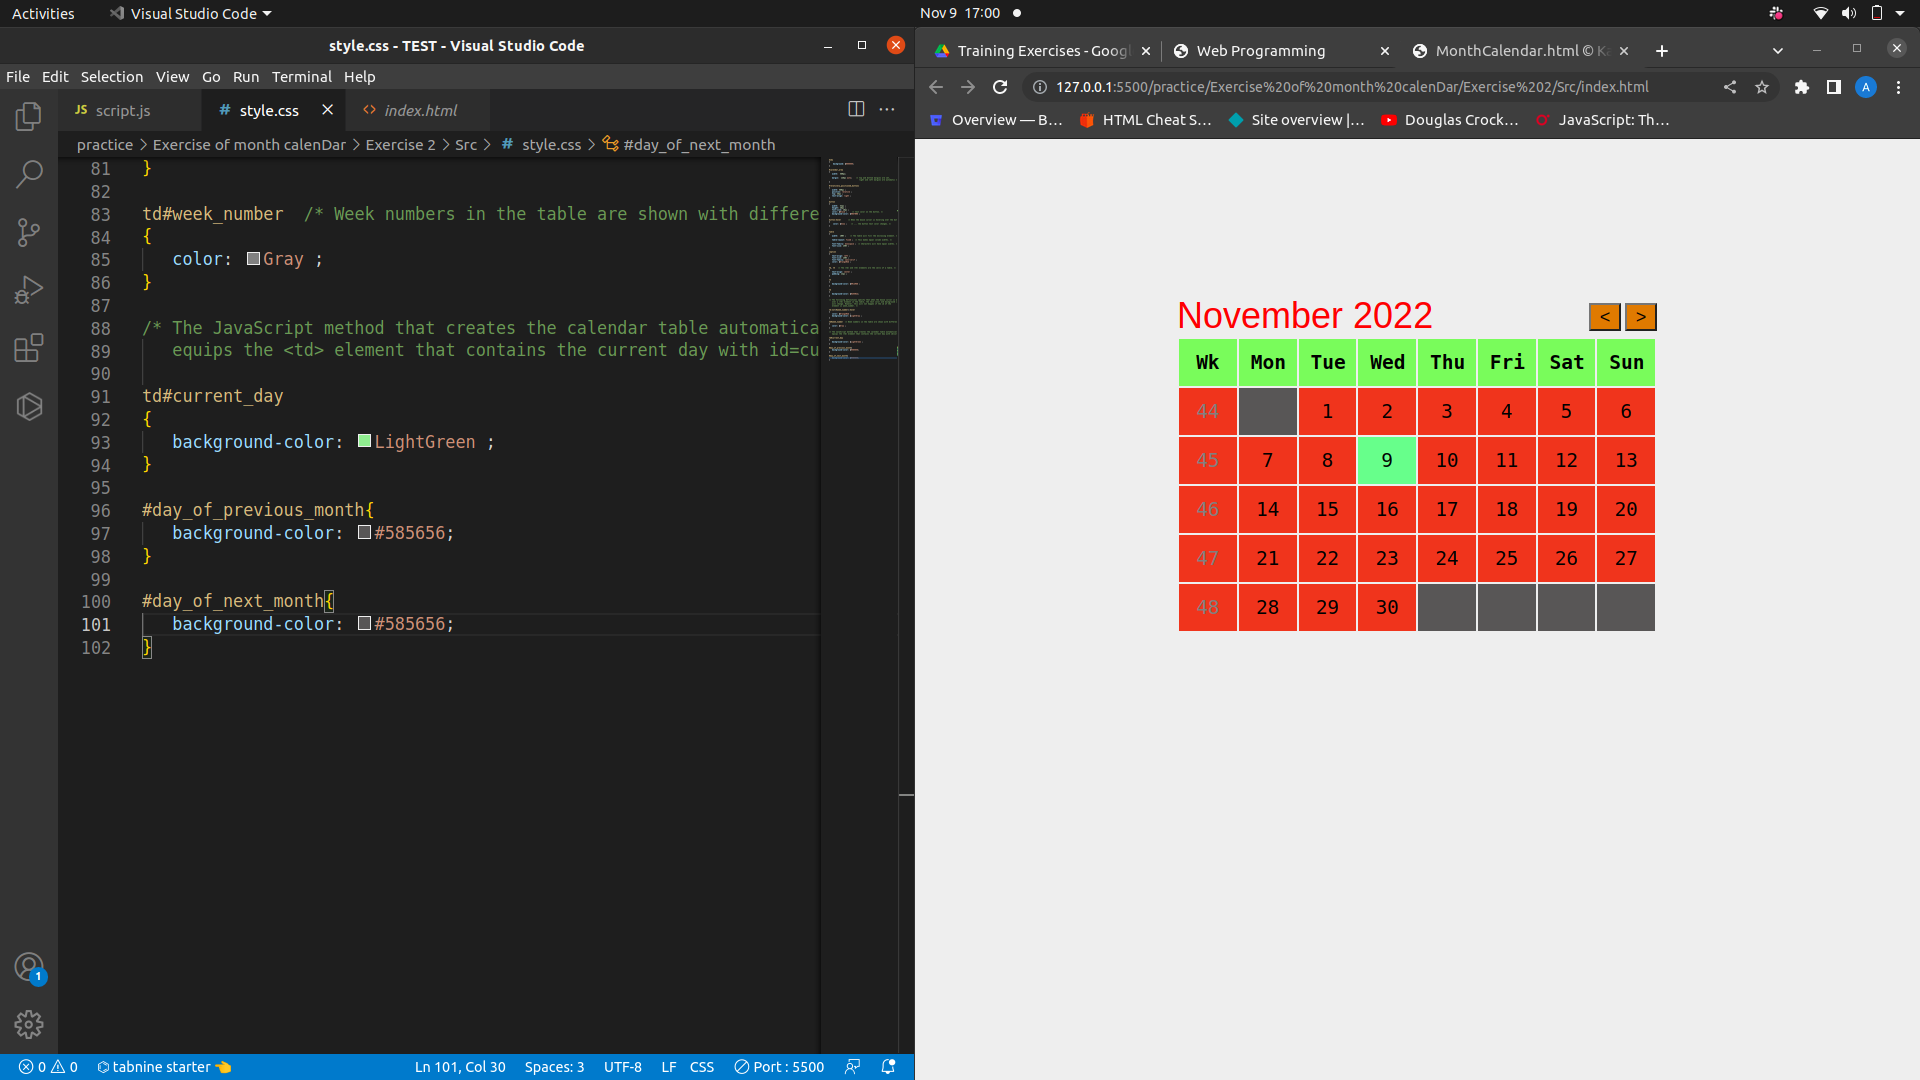 Activities
Visual Studio Code
Nov 9 17:00
style.css - TEST - Visual Studio Code
File Edit Selection View Go Run Terminal Help
JS script.js
# style.css
<> index.html
practice > Exercise of month calenDar > Exercise 2 > Src > # style.css > #day_of_next_month
81 }
82
83 td#week_number /* Week numbers in the table are shown with differe
84 {
85 color: Gray ;
86 }
87
88 /* The JavaScript method that creates the calendar table automatica
89 equips the <td> element that contains the current day with id=cu
90
91 td#current_day
92 {
93 background-color: LightGreen ;
94 }
95
96 #day_of_previous_month{
97 background-color: #585656;
98 }
99
100 #day_of_next_month{
101 background-color: #585656;
102 }
1
0 0 tabnine starter
Ln 101, Col 30 Spaces: 3 UTF-8 LF CSS Port : 5500
Training Exercises - Googl
Web Programming
MonthCalendar.html © Ka
127.0.0.1:5500/practice/Exercise%20of%20month%20calenDar/Exercise%202/Src/index.html
A
Overview — B…
HTML Cheat S…
Site overview |…
Douglas Crock…
JavaScript: Th…
November 2022 < >
Wk Mon Tue Wed Thu Fri Sat Sun
44 1 2 3 4 5 6
45 7 8 9 10 11 12 13
46 14 15 16 17 18 19 20
47 21 22 23 24 25 26 27
48 28 29 30